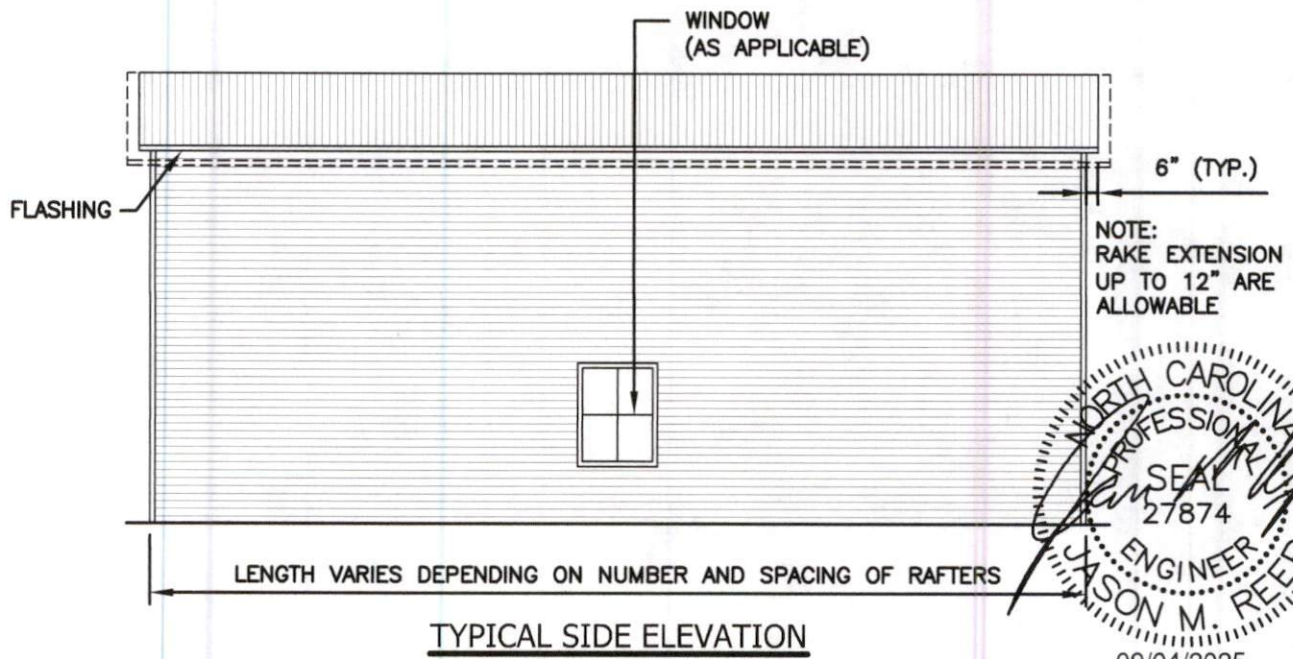 WINDOW
(AS APPLICABLE)
FLASHING
6" (TYP.)
NOTE:
RAKE EXTENSION
UP TO 12" ARE
ALLOWABLE
NORTH CAROLINA
PROFESSIONAL
SEAL
27874
ENGINEER
JASON M. REED
LENGTH VARIES DEPENDING ON NUMBER AND SPACING OF RAFTERS
TYPICAL SIDE ELEVATION